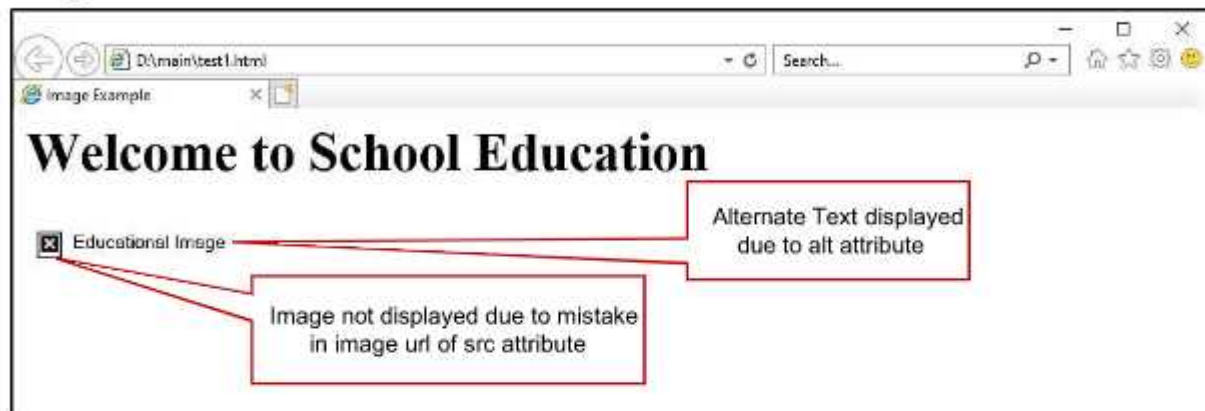 D:\main\test1.html
Search...
Image Example
Welcome to School Education
Alternate Text displayed
due to alt attribute
Educational Image
Image not displayed due to mistake
in image url of src attribute